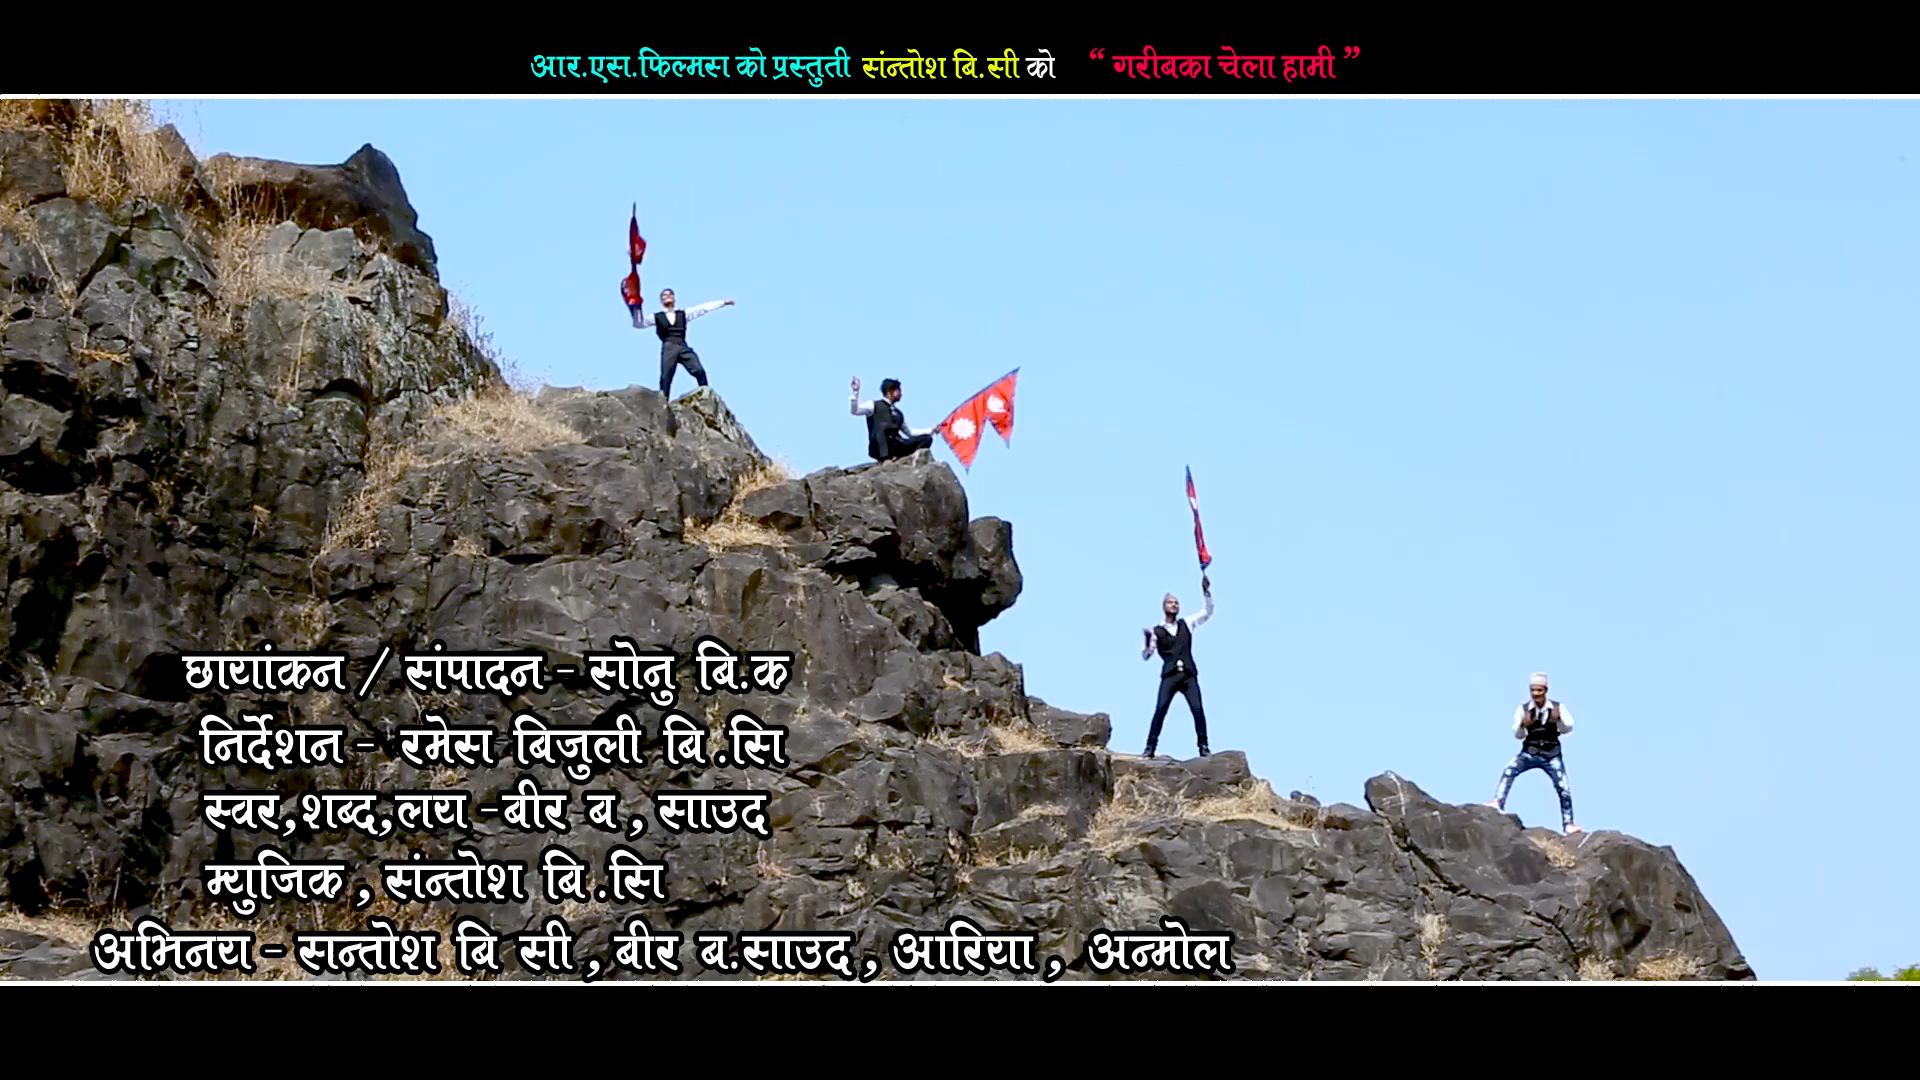 आर.एस.फिल्मस को प्रस्तुती संन्तोश बि.सी को “ गरीबका चेला हामी ”
छायांकन / संपादन - सोनु बि.क
निर्देशन - रमेस बिजुली बि .सि
स्वर,शब्द,लय -बीर ब , साउद
म्युजिक , संन्तोश बि .सि
अभिनय - सन्तोश बि सी , बीर ब.साउद , आरिया , अन्मोल